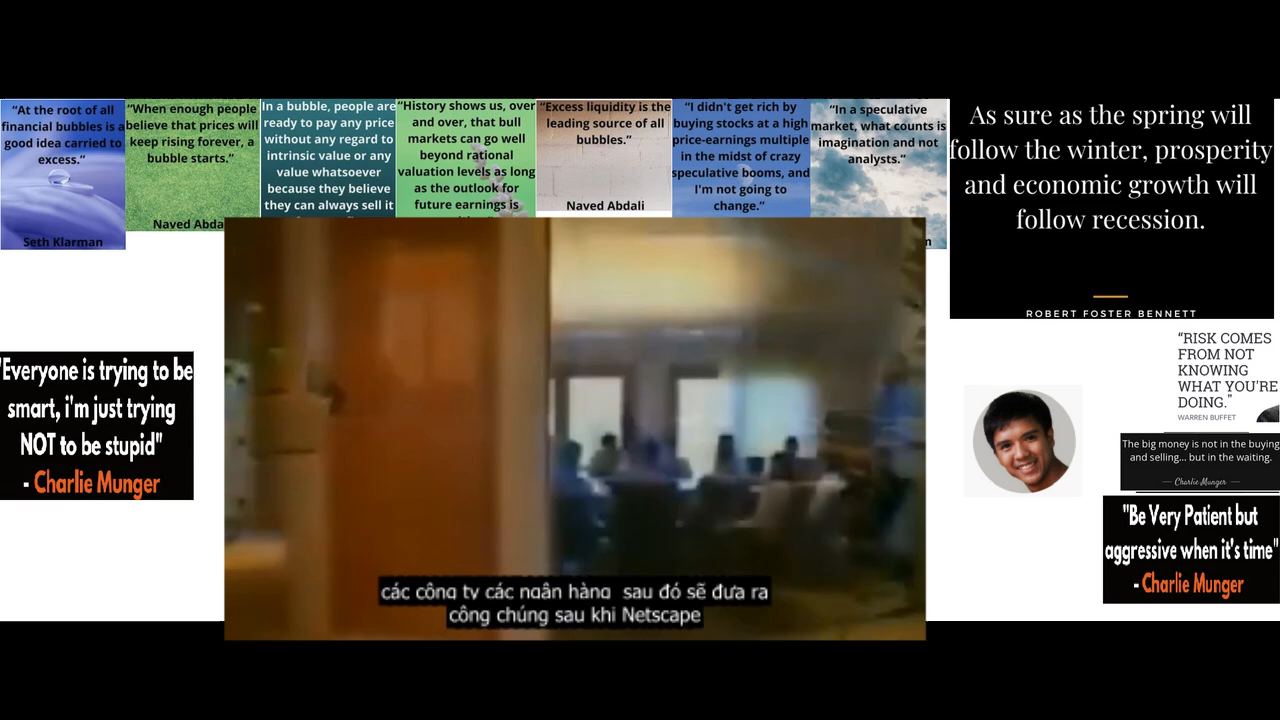 “At the root of all
financial bubbles is a
good idea carried to
excess.”
Seth Klarman
“When enough people
believe that prices will
keep rising forever, a
bubble starts.”
Naved Abda
In a bubble, people are
ready to pay any price
without any regard to
intrinsic value or any
value whatsoever
because they believe
they can always sell it
“History shows us, over
and over, that bull
markets can go well
beyond rational
valuation levels as long
as the outlook for
future earnings is
“Excess liquidity is the
leading source of all
bubbles.”
Naved Abdali
“I didn't get rich by
buying stocks at a high
price-earnings multiple
in the midst of crazy
speculative booms, and
I'm not going to
change.”
“In a speculative
market, what counts is
imagination and not
analysts.”
As sure as the spring will
follow the winter, prosperity
and economic growth will
follow recession.
ROBERT FOSTER BENNETT
"Everyone is trying to be
smart, i'm just trying
NOT to be stupid"
- Charlie Munger
“RISK COMES
FROM NOT
KNOWING
WHAT YOU'RE
DOING.”
WARREN BUFFET
The big money is not in the buying
and selling... but in the waiting.
— Charlie Munger —
"Be Very Patient but
aggressive when it's time"
- Charlie Munger
các công ty các ngân hàng sau đó sẽ đưa ra
công chúng sau khi Netscape